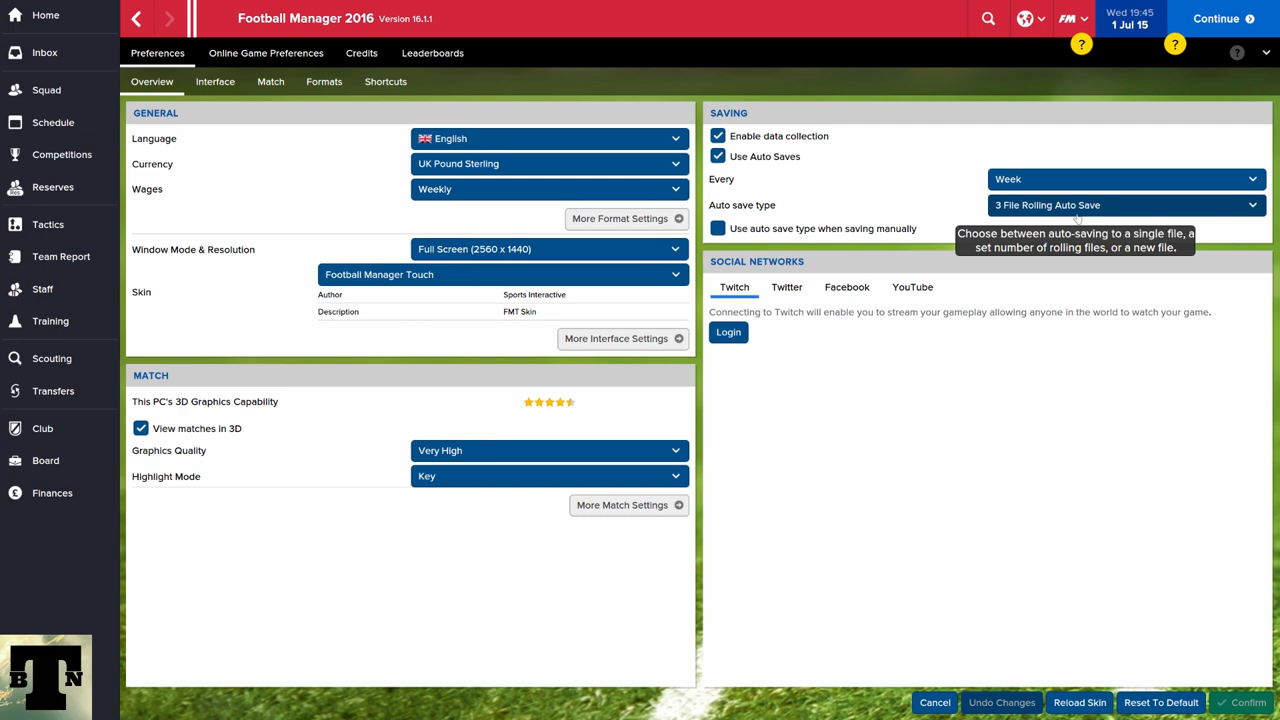 Home
Inbox
Squad
Schedule
Competitions
Res
Reserves
Tactics
Team Report
Staff
Training
Scouting
Transfers
Club
Board
£ Finances
B T N
Football Manager 2016 Version 16.1.1
FM
Wed 19:45
1 Jul 15
Continue
?
?
Preferences
Online Game Preferences
Credits
Leaderboards
?
Overview
Interface
Match
Formats
Shortcuts
GENERAL
Language English
Currency UK Pound Sterling
Wages Weekly
More Format Settings
Window Mode & Resolution Full Screen (2560 x 1440)
Football Manager Touch
Skin
Author Sports Interactive
Description FMT Skin
More Interface Settings
MATCH
This PC's 3D Graphics Capability
View matches in 3D
Graphics Quality Very High
Highlight Mode Key
More Match Settings
SAVING
Enable data collection
Use Auto Saves
Every Week
Auto save type 3 File Rolling Auto Save
Use auto save type when saving manually
Choose between auto-saving to a single file, a
set number of rolling files, or a new file.
SOCIAL NETWORKS
Twitch
Twitter
Facebook
YouTube
Connecting to Twitch will enable you to stream your gameplay allowing anyone in the world to watch your game.
Login
Cancel
Undo Changes
Reload Skin
Reset To Default
Confirm